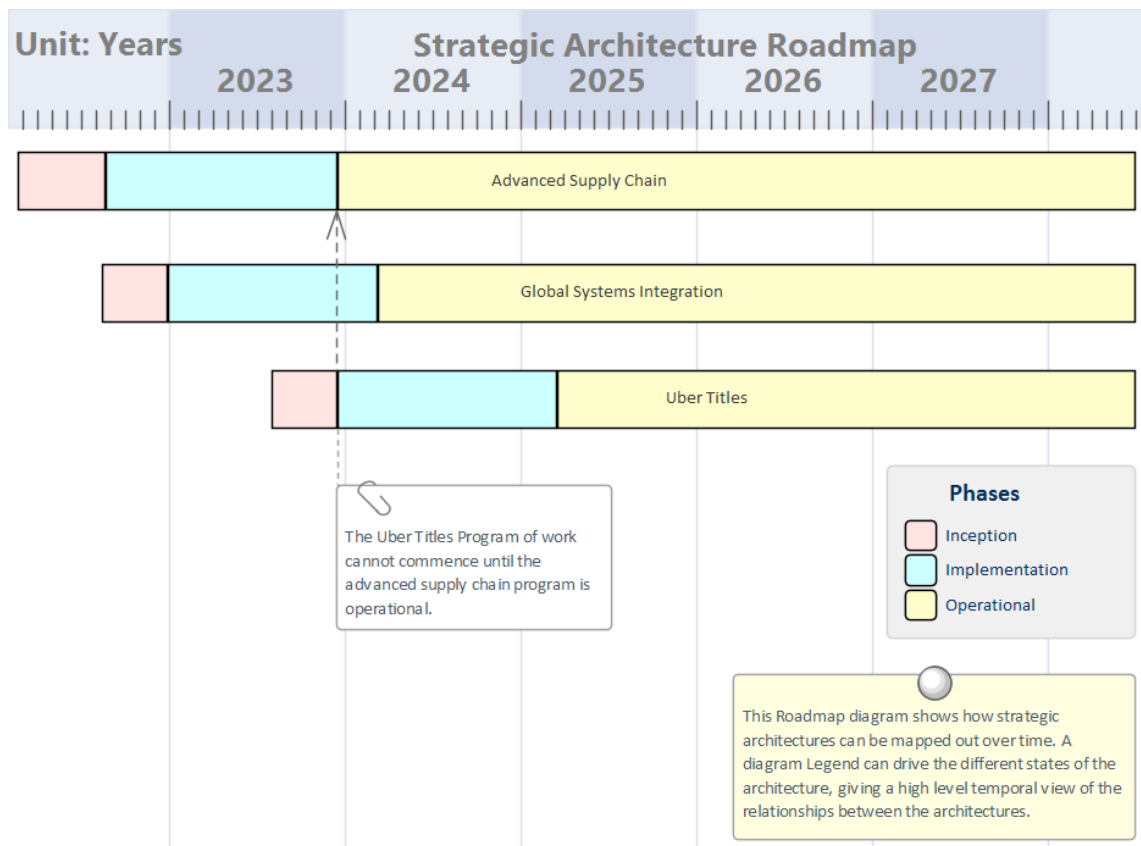 Unit: Years
Strategic Architecture Roadmap
2023 2024 2025 2026 2027
Advanced Supply Chain
Global Systems Integration
Uber Titles
The Uber Titles Program of work
cannot commence until the
advanced supply chain program is
operational.
Phases
Inception
Implementation
Operational
This Roadmap diagram shows how strategic
architectures can be mapped out over time. A
diagram Legend can drive the different states of the
architecture, giving a high level temporal view of the
relationships between the architectures.